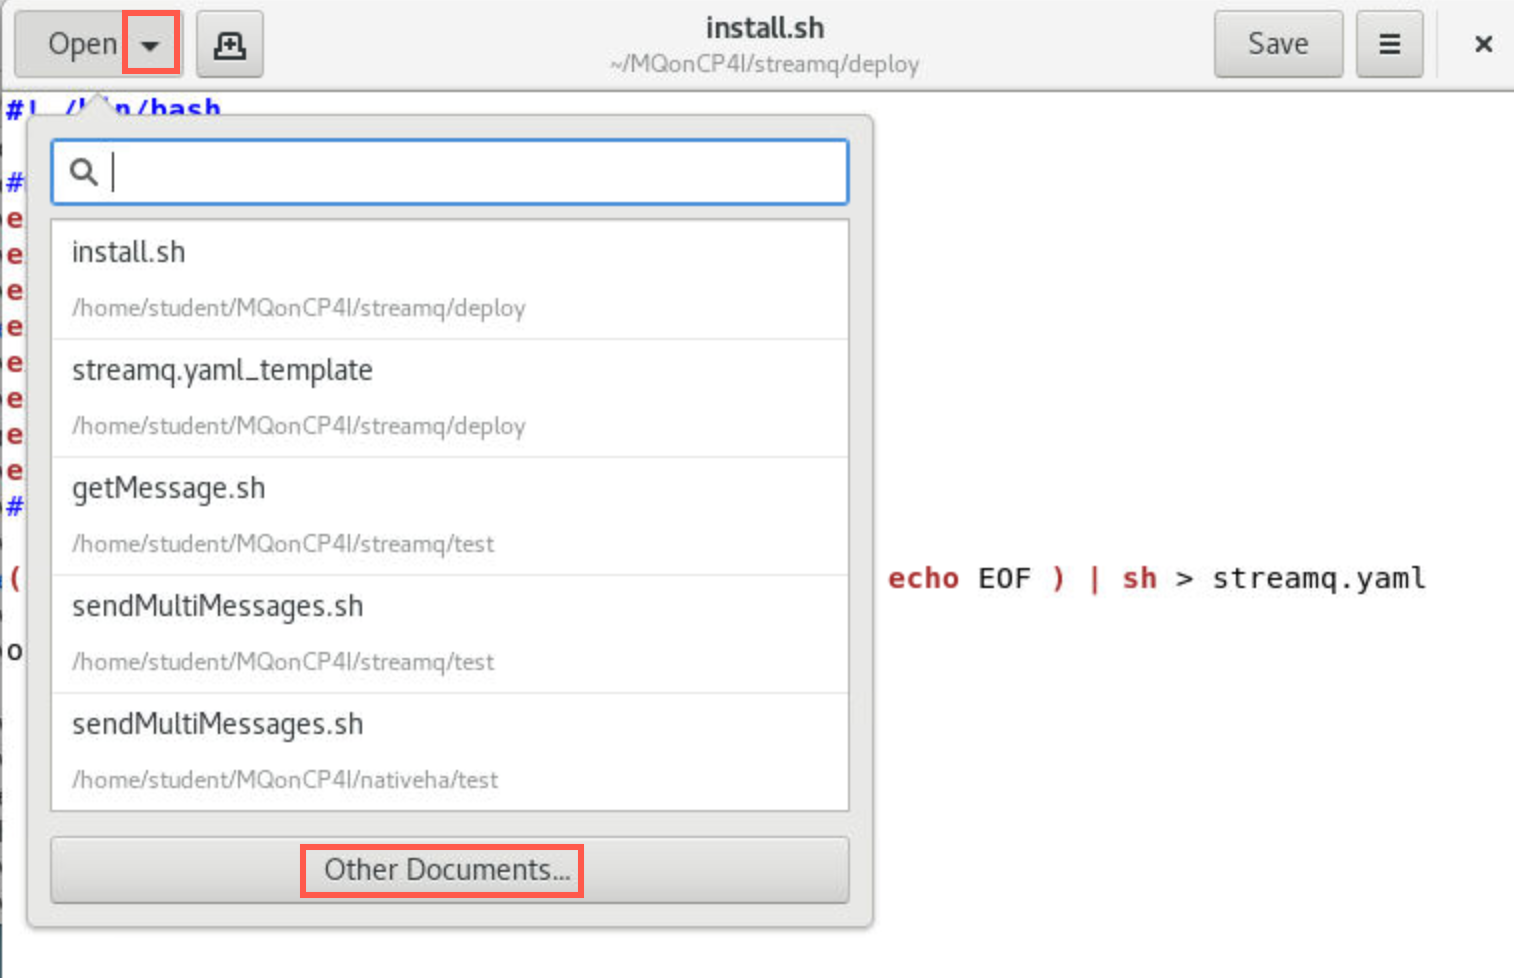 Open
install.sh
~/MQonCP4I/streamq/deploy
Save
#! /bin/bash
#
install.sh
/home/student/MQonCP4I/streamq/deploy
e
e
e
streamq.yaml_template
e
/home/student/MQonCP4I/streamq/deploy
e
e
e
e
getMessage.sh
#
/home/student/MQonCP4I/streamq/test
( echo EOF ) | sh > streamq.yaml
sendMultiMessages.sh
o
/home/student/MQonCP4I/streamq/test
sendMultiMessages.sh
/home/student/MQonCP4I/nativeha/test
Other Documents...